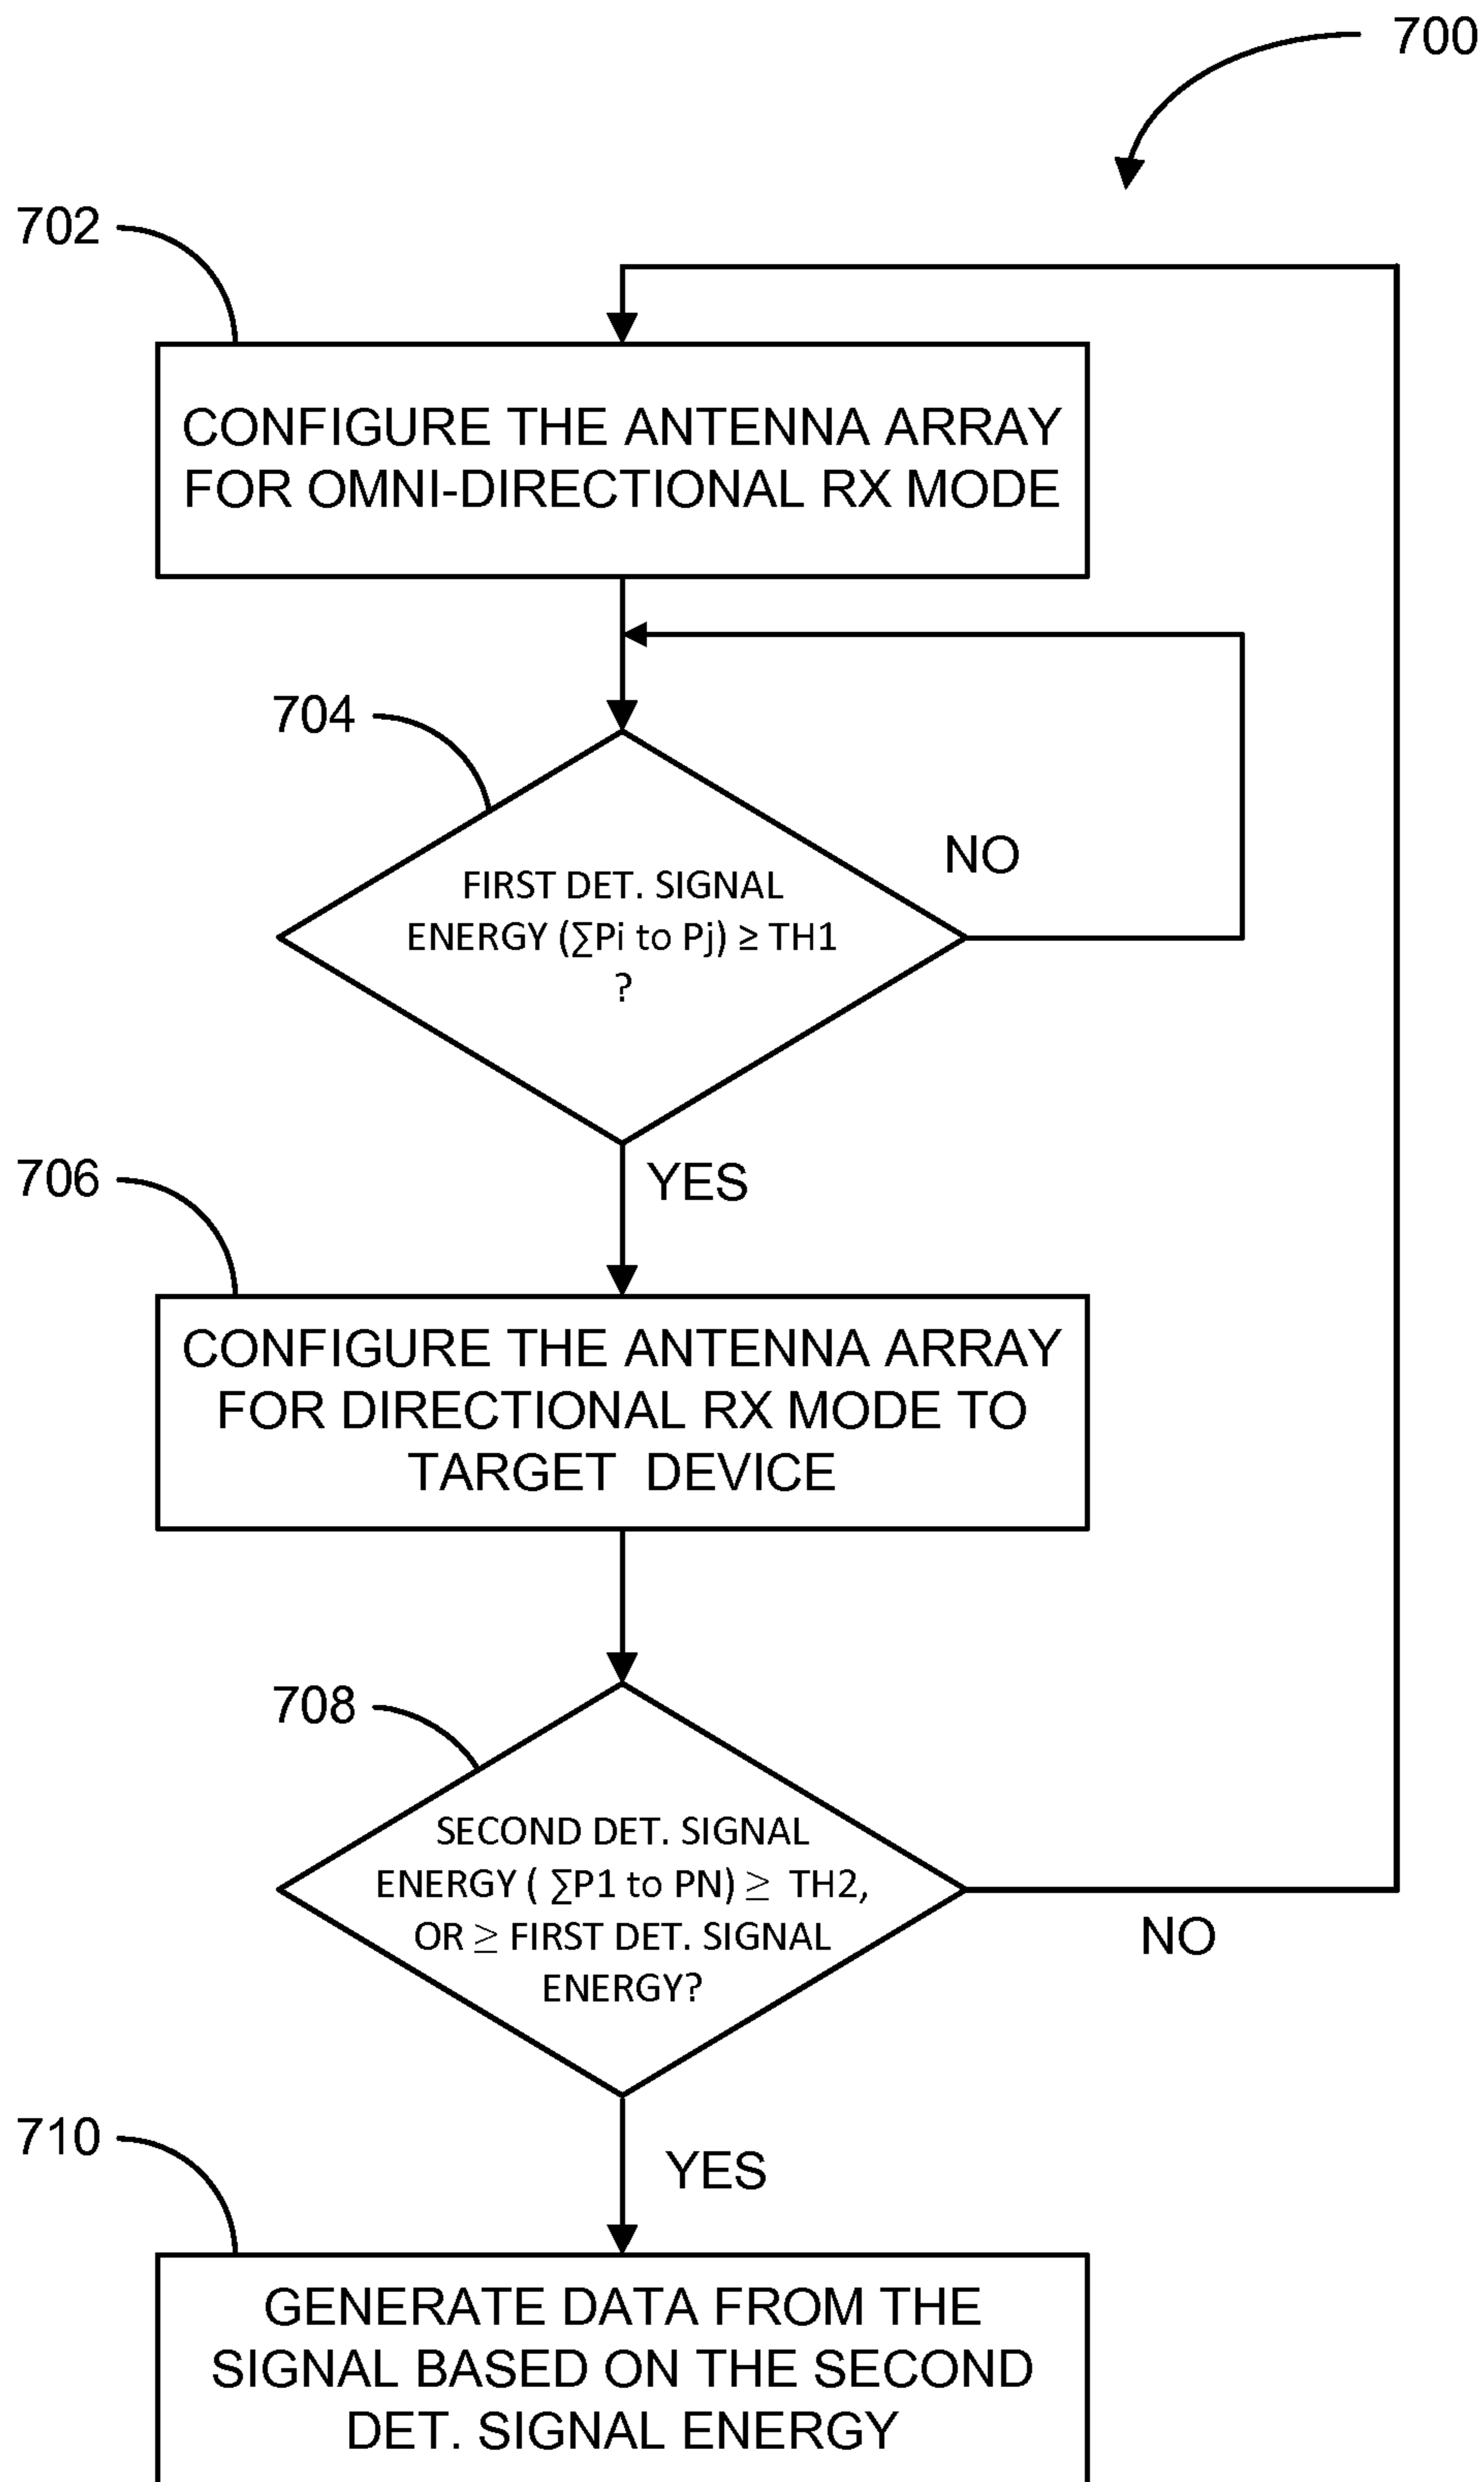 700
702
CONFIGURE THE ANTENNA ARRAY
FOR OMNI-DIRECTIONAL RX MODE
704
NO
FIRST DET. SIGNAL
ENERGY (∑Pi to Pj) ≥ TH1
?
YES
706
CONFIGURE THE ANTENNA ARRAY
FOR DIRECTIONAL RX MODE TO
TARGET DEVICE
708
SECOND DET. SIGNAL
ENERGY ( ∑P1 to PN) ≥ TH2,
OR ≥ FIRST DET. SIGNAL
ENERGY?
NO
YES
710
GENERATE DATA FROM THE
SIGNAL BASED ON THE SECOND
DET. SIGNAL ENERGY